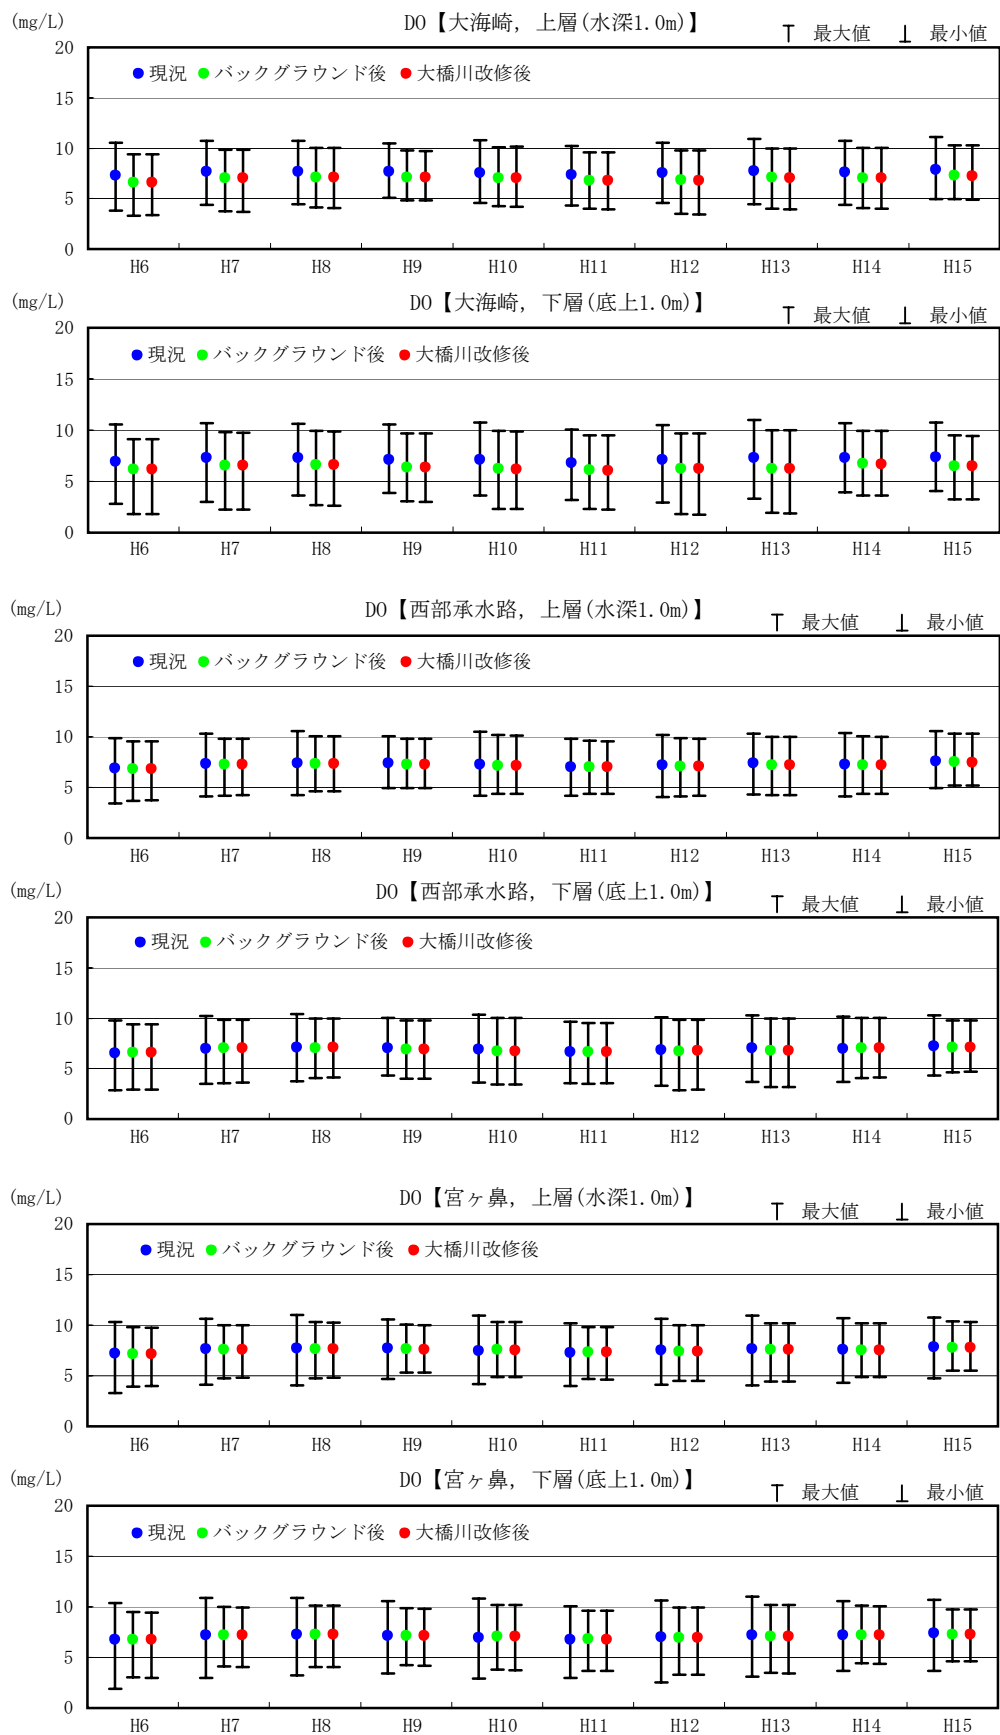 (mg/L) DO【大海崎, 上層(水深1.0m)】 最大値 最小値
20
● 現況 ● バックグラウンド後 ● 大橋川改修後
15
10
5
0
H6 H7 H8 H9 H10 H11 H12 H13 H14 H15
(mg/L) DO【大海崎, 下層(底上1.0m)】 最大値 最小値
20
● 現況 ● バックグラウンド後 ● 大橋川改修後
15
10
5
0
H6 H7 H8 H9 H10 H11 H12 H13 H14 H15
(mg/L) DO【西部承水路, 上層(水深1.0m)】 最大値 最小値
20
● 現況 ● バックグラウンド後 ● 大橋川改修後
15
10
5
0
H6 H7 H8 H9 H10 H11 H12 H13 H14 H15
(mg/L) DO【西部承水路, 下層(底上1.0m)】 最大値 最小値
20
● 現況 ● バックグラウンド後 ● 大橋川改修後
15
10
5
0
H6 H7 H8 H9 H10 H11 H12 H13 H14 H15
(mg/L) DO【宮ヶ鼻, 上層(水深1.0m)】 最大値 最小値
20
● 現況 ● バックグラウンド後 ● 大橋川改修後
15
10
5
0
H6 H7 H8 H9 H10 H11 H12 H13 H14 H15
(mg/L) DO【宮ヶ鼻, 下層(底上1.0m)】 最大値 最小値
20
● 現況 ● バックグラウンド後 ● 大橋川改修後
15
10
5
0
H6 H7 H8 H9 H10 H11 H12 H13 H14 H15